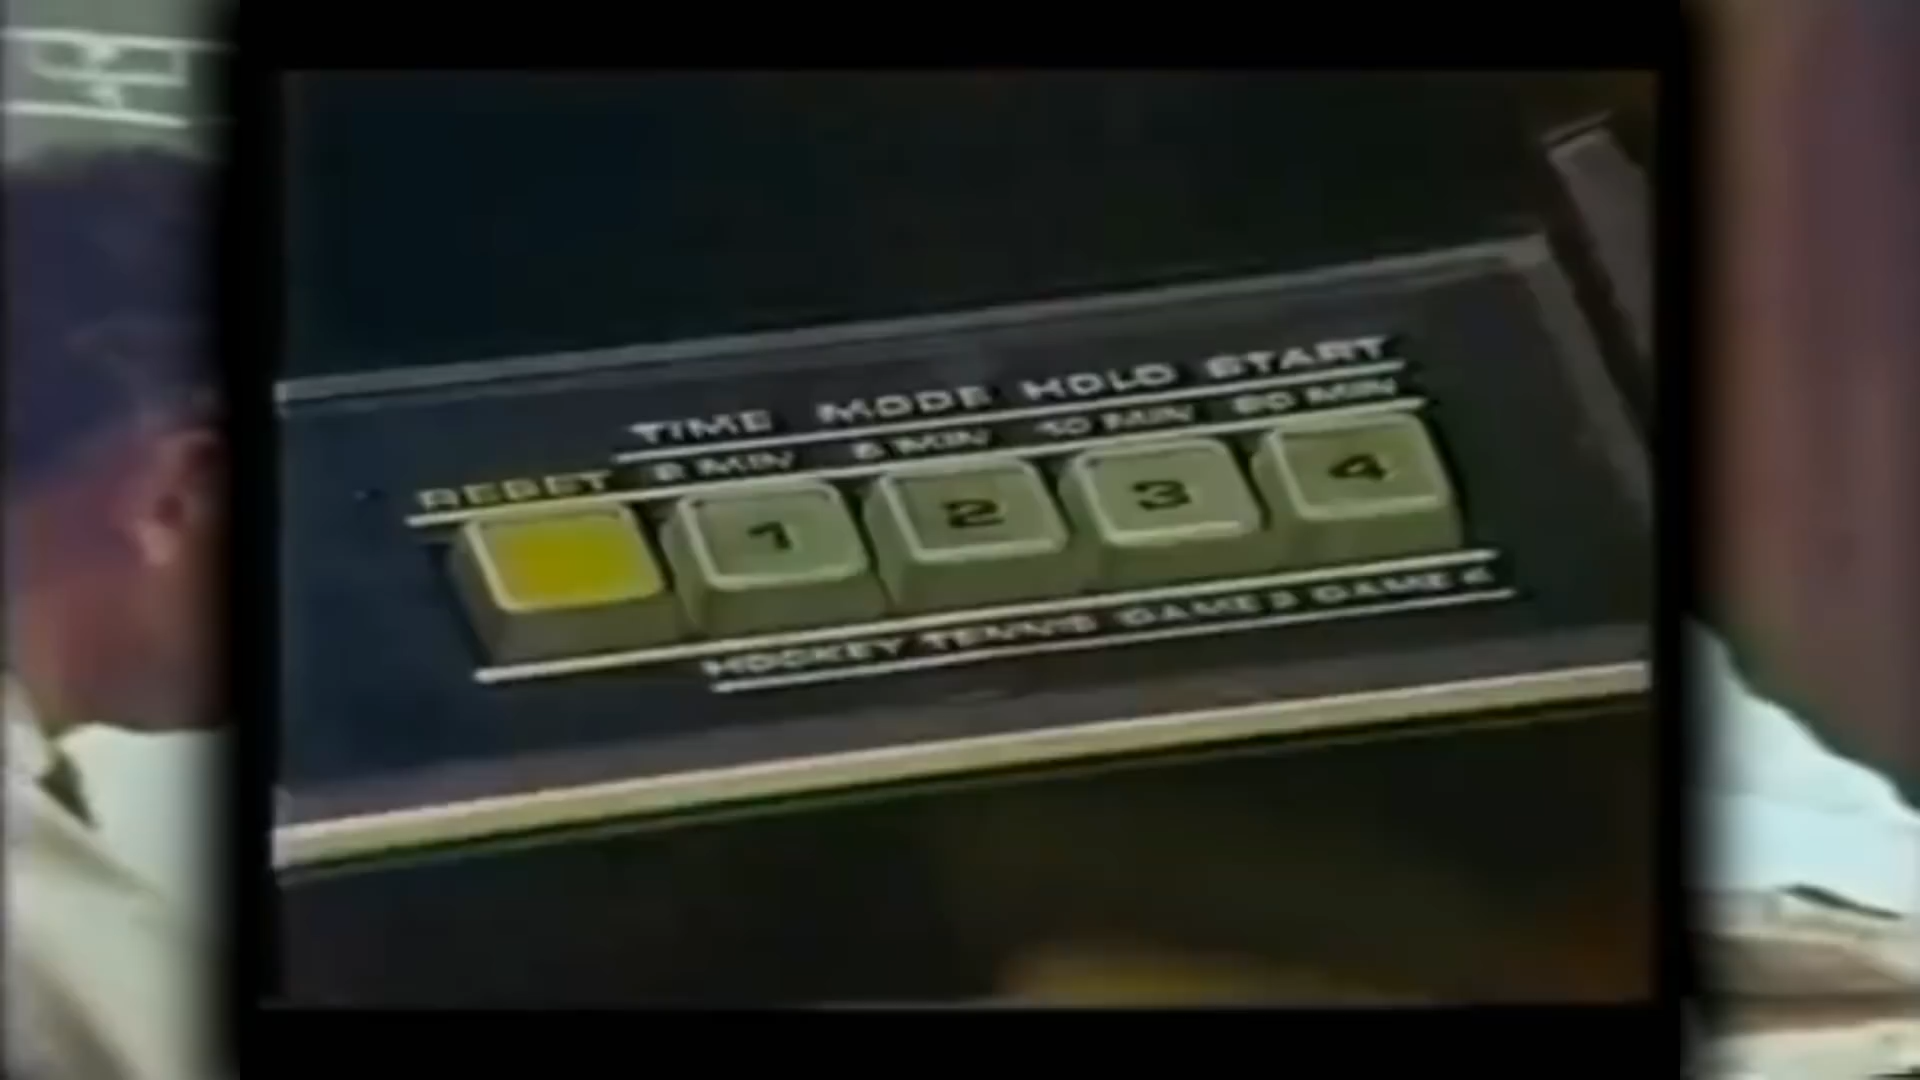 TIME MODE HOLD START
RESET 2 MIN 5 MIN 10 MIN 20 MIN
1 2 3 4
HOCKEY TENNIS GAME 3 GAME 4